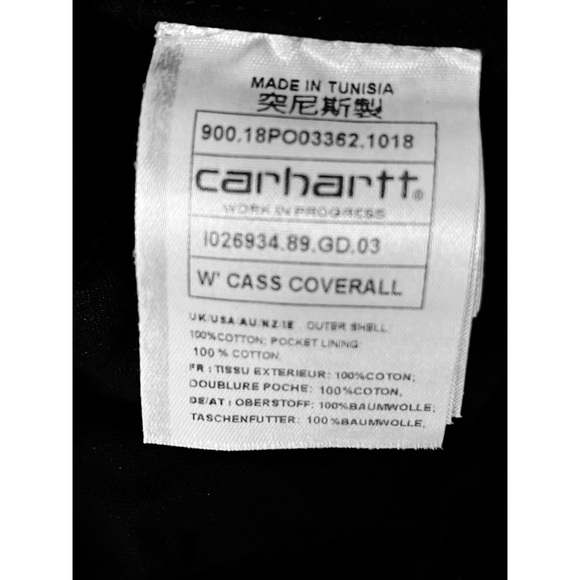 MADE IN TUNISIA
突尼斯製
900.18PO03362.1018
carhartt®
WORK IN PROGRESS
I026934.89.GD.03
W' CASS COVERALL
UK/USA/AU/NZ/IE OUTER SHELL:
100%COTTON; POCKET LINING:
100% COTTON,
FR : TISSU EXTERIEUR: 100%COTON;
DOUBLURE POCHE: 100%COTON,
DE/AT : OBERSTOFF: 100%BAUMWOLLE;
TASCHENFUTTER: 100%BAUMWOLLE,